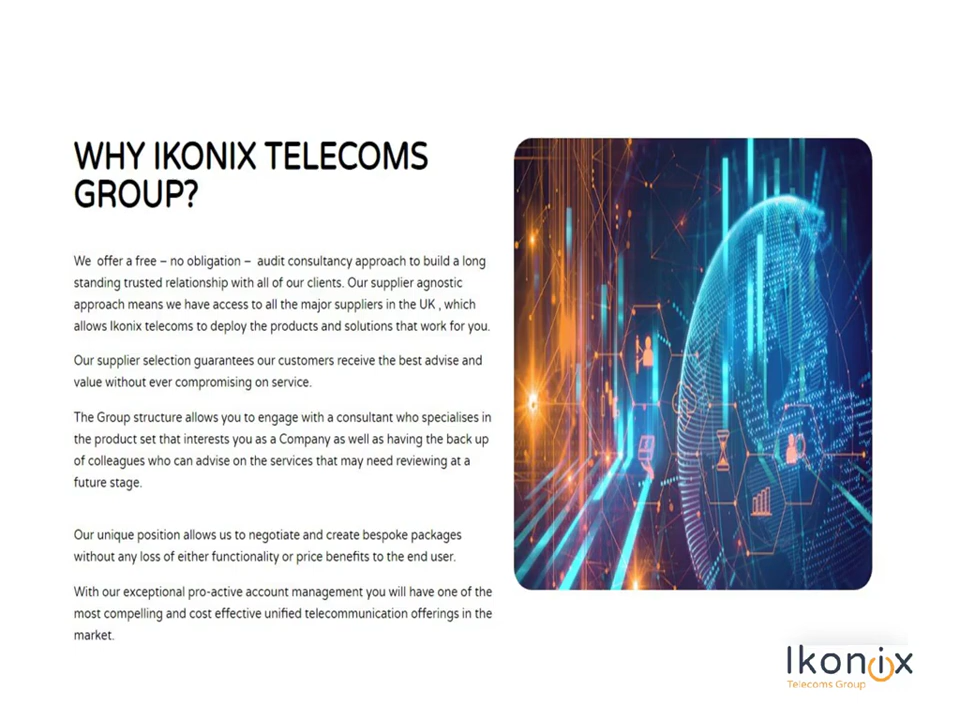 WHY IKONIX TELECOMS
GROUP?
We  offer a free – no obligation –  audit consultancy approach to build a long
standing trusted relationship with all of our clients. Our supplier agnostic
approach means we have access to all the major suppliers in the UK , which
allows Ikonix telecoms to deploy the products and solutions that work for you.
Our supplier selection guarantees our customers receive the best advise and
value without ever compromising on service.
The Group structure allows you to engage with a consultant who specialises in
the product set that interests you as a Company as well as having the back up
of colleagues who can advise on the services that may need reviewing at a
future stage.
Our unique position allows us to negotiate and create bespoke packages
without any loss of either functionality or price benefits to the end user.
With our exceptional pro-active account management you will have one of the
most compelling and cost effective unified telecommunication offerings in the
market.
Ikonix
Telecoms Group